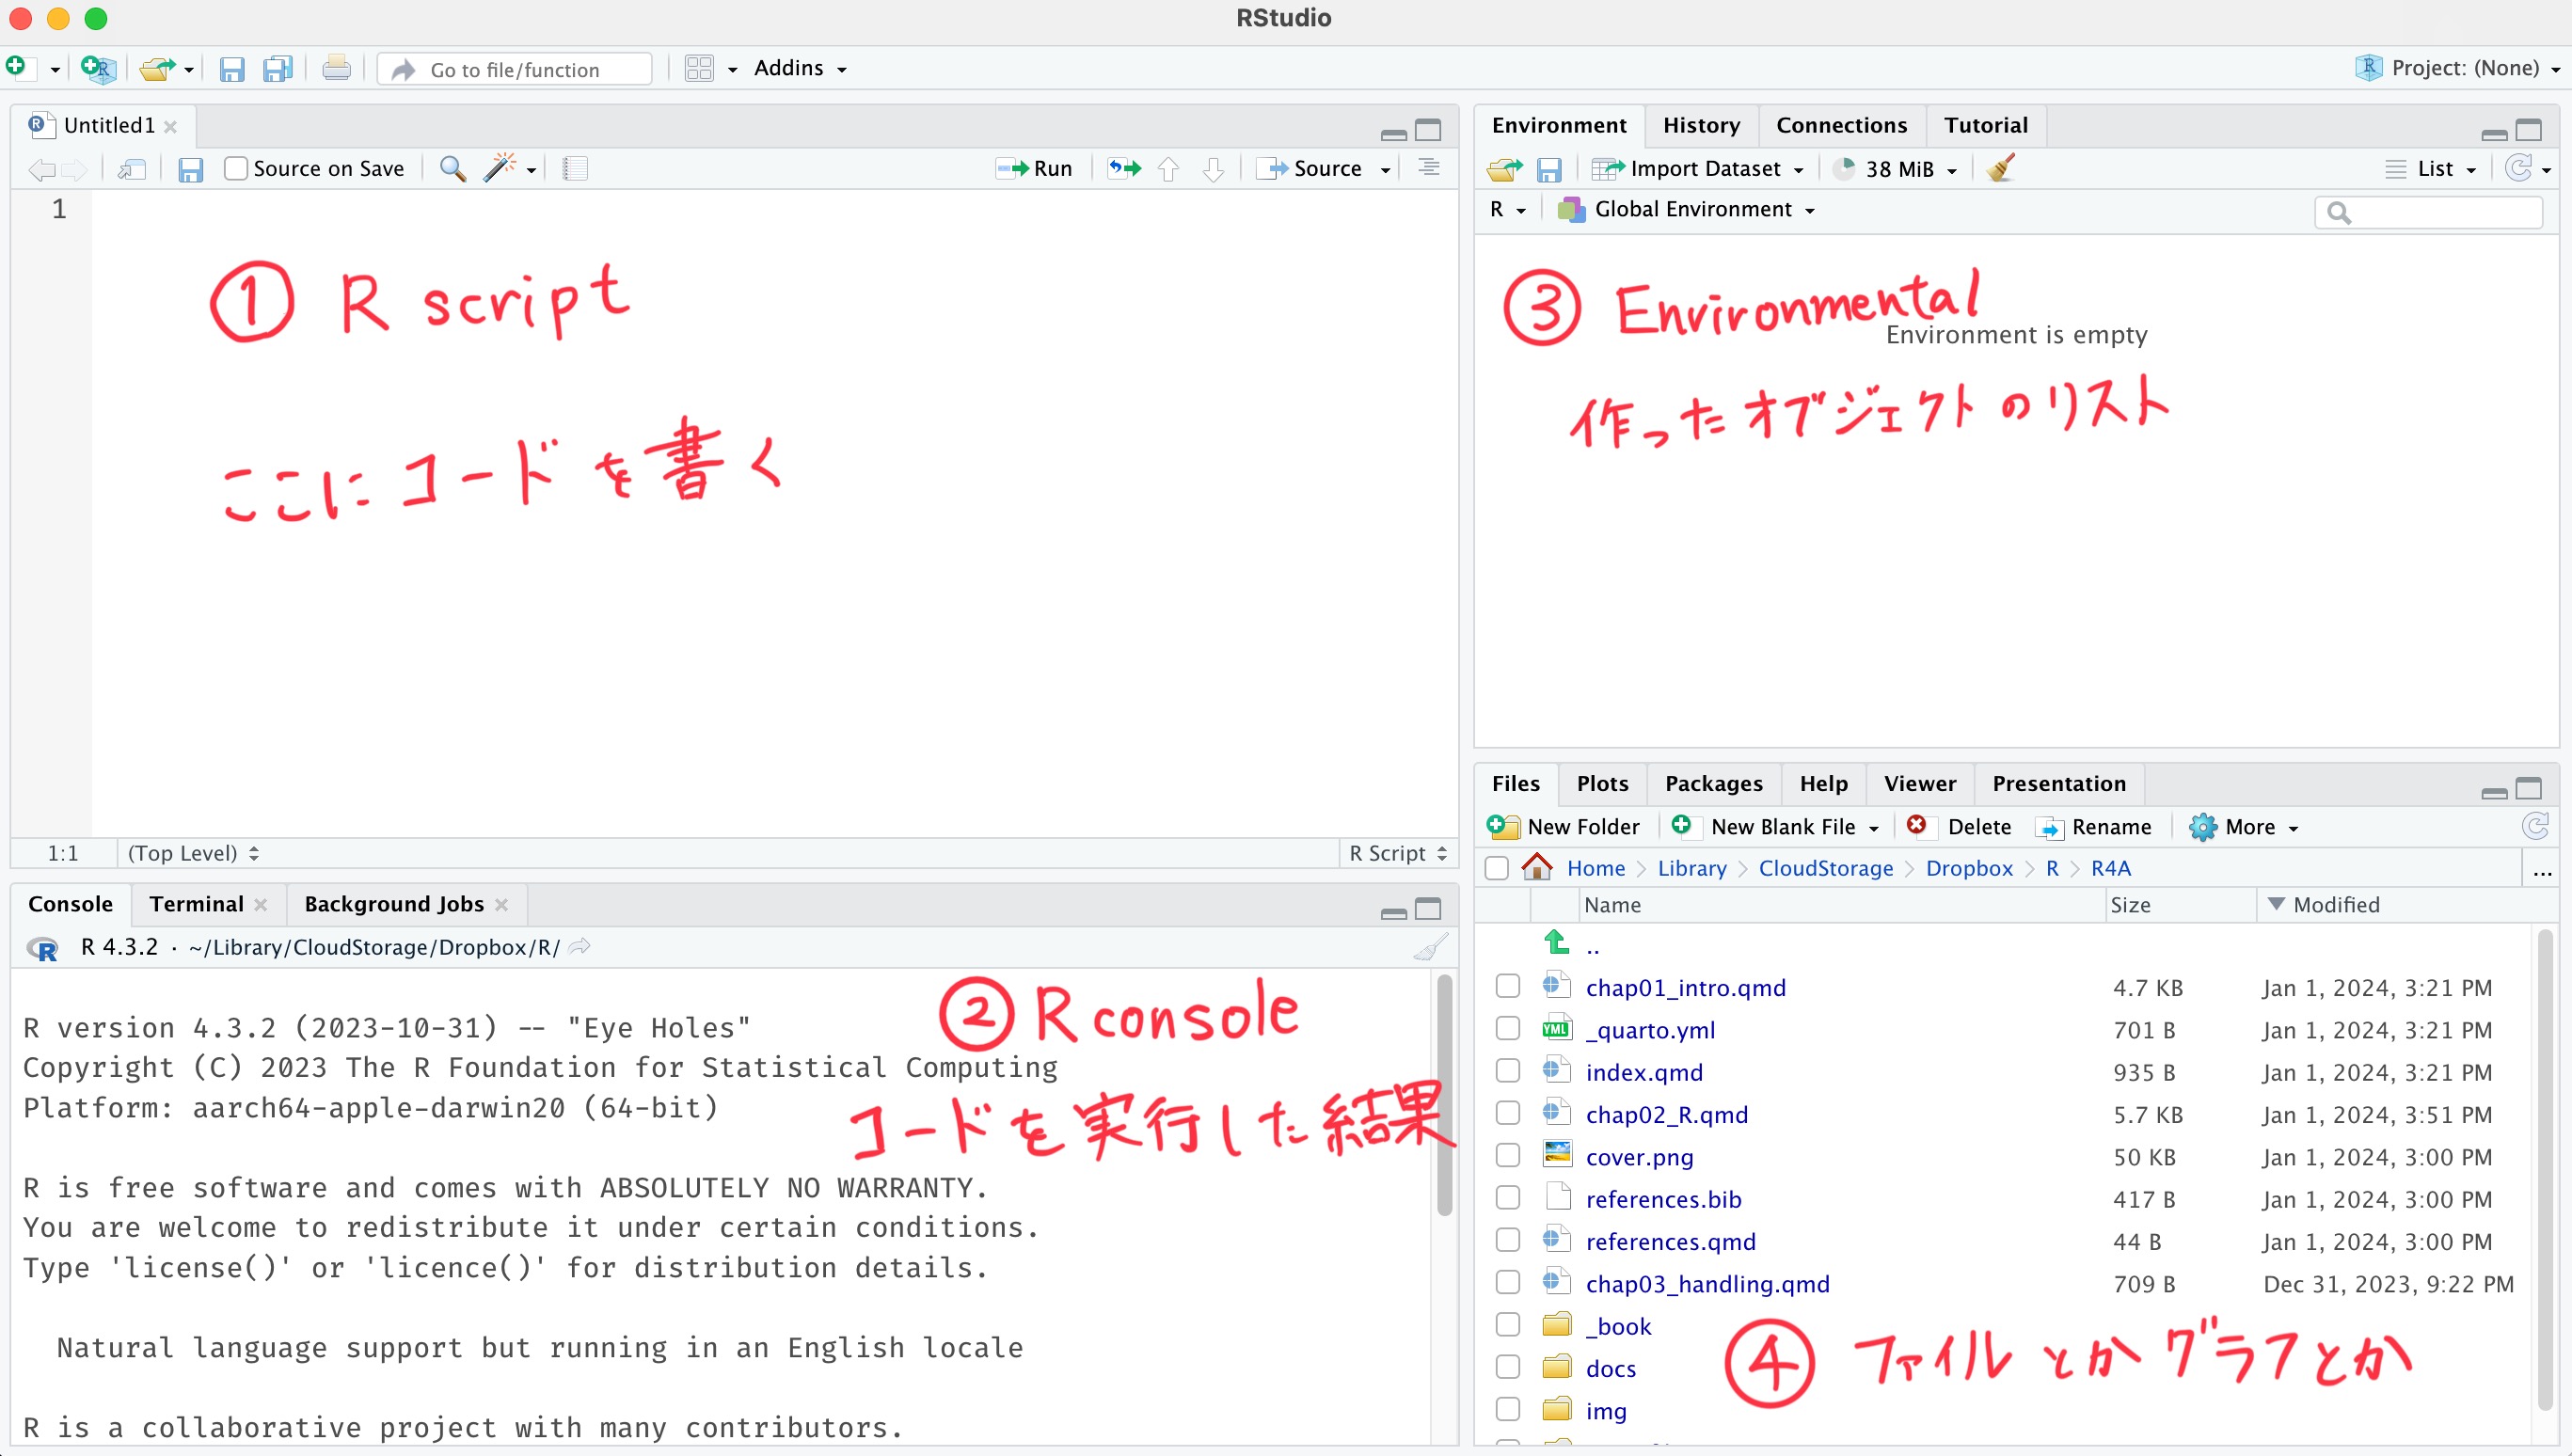 RStudio
Go to file/function
Addins
Project: (None)
Untitled1
Source on Save
Run
Source
1
① R script
ここにコードを書く
1:1
(Top Level)
R Script
Console
Terminal
Background Jobs
R 4.3.2 · ~/Library/CloudStorage/Dropbox/R/
② R console
コードを実行した結果
R version 4.3.2 (2023-10-31) -- "Eye Holes"
Copyright (C) 2023 The R Foundation for Statistical Computing
Platform: aarch64-apple-darwin20 (64-bit)
R is free software and comes with ABSOLUTELY NO WARRANTY.
You are welcome to redistribute it under certain conditions.
Type 'license()' or 'licence()' for distribution details.
Natural language support but running in an English locale
R is a collaborative project with many contributors.
Environment
History
Connections
Tutorial
Import Dataset
38 MiB
List
R
Global Environment
③ Environmental
Environment is empty
作ったオブジェクトのリスト
Files
Plots
Packages
Help
Viewer
Presentation
New Folder
New Blank File
Delete
Rename
More
Home Library CloudStorage Dropbox R R4A ...
Name Size Modified
..
chap01_intro.qmd 4.7 KB Jan 1, 2024, 3:21 PM
YML _quarto.yml 701 B Jan 1, 2024, 3:21 PM
index.qmd 935 B Jan 1, 2024, 3:21 PM
chap02_R.qmd 5.7 KB Jan 1, 2024, 3:51 PM
cover.png 50 KB Jan 1, 2024, 3:00 PM
references.bib 417 B Jan 1, 2024, 3:00 PM
references.qmd 44 B Jan 1, 2024, 3:00 PM
chap03_handling.qmd 709 B Dec 31, 2023, 9:22 PM
_book
docs
img
④ ファイルとかグラフとか